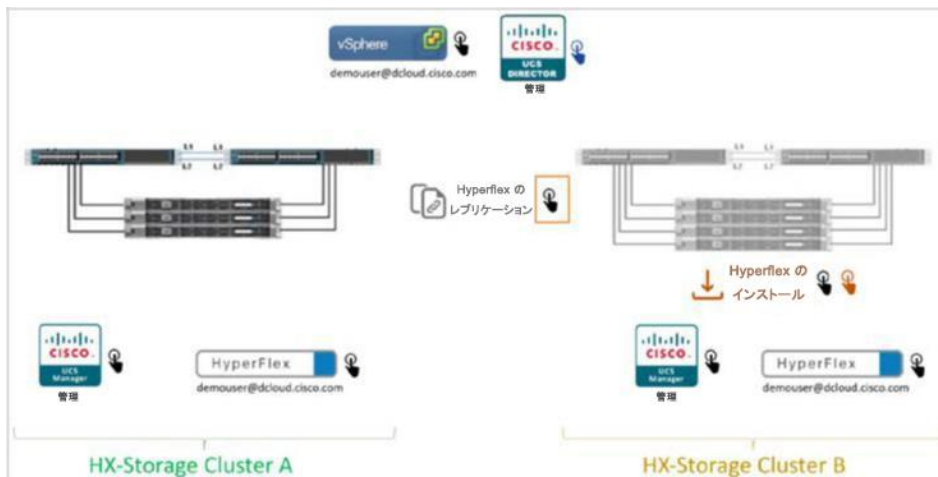 vSphere
demouser@dcloud.cisco.com
CISCO
UCS
DIRECTOR
管理
Hyperflex の
レプリケーション
Hyperflex の
インストール
CISCO
UCS
Manager
管理
HyperFlex
demouser@dcloud.cisco.com
CISCO
UCS
Manager
管理
HyperFlex
demouser@dcloud.cisco.com
HX-Storage Cluster A
HX-Storage Cluster B